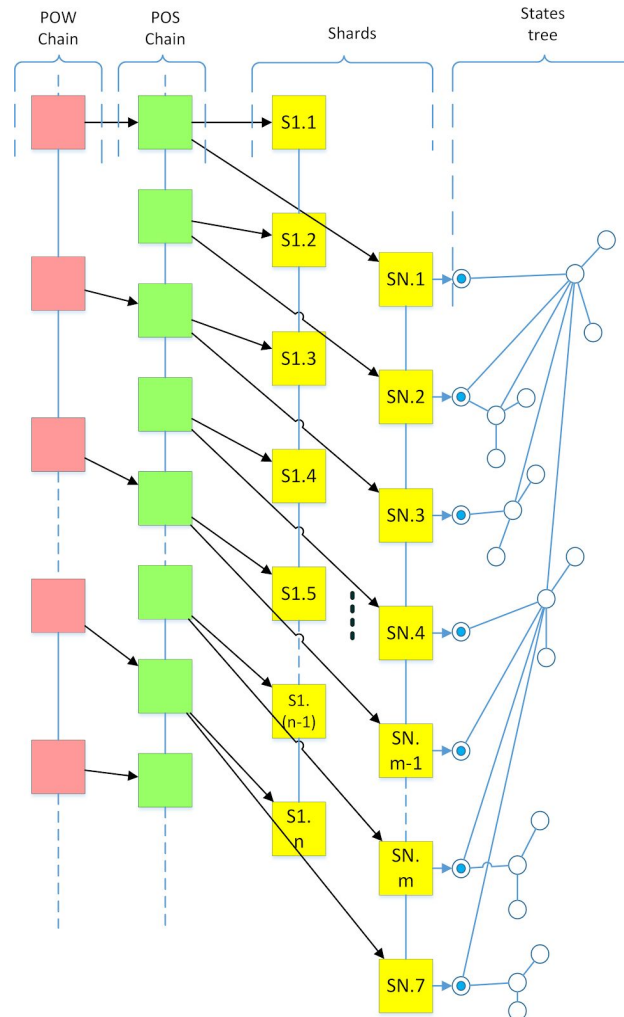 POW
Chain
POS
Chain
Shards
States
tree
S1.1
S1.2
SN.1
S1.3
SN.2
S1.4
SN.3
S1.5
SN.4
S1.
(n-1)
SN.
m-1
S1.
n
SN.
m
SN.7